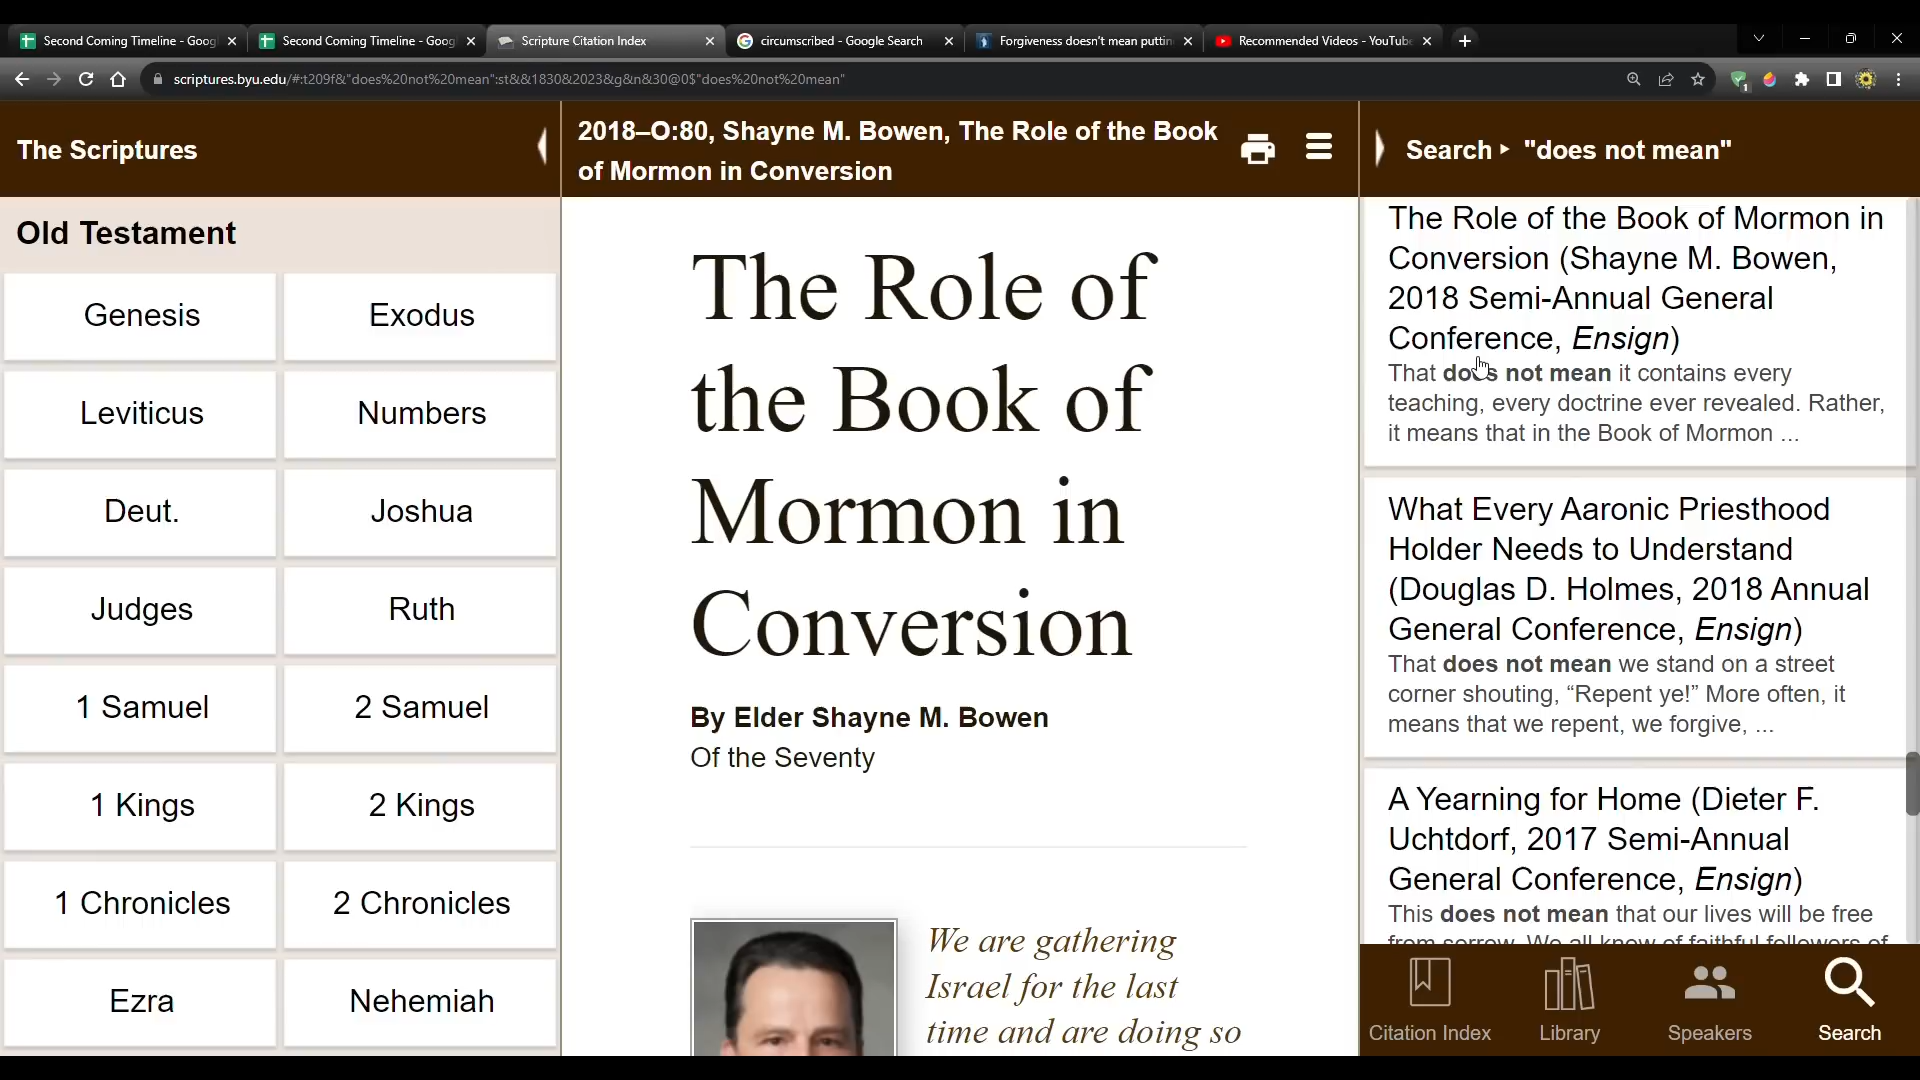 Second Coming Timeline - Goog
Second Coming Timeline - Goog
Scripture Citation Index
circumscribed - Google Search
Forgiveness doesn't mean puttin
Recommended Videos - YouTube
scriptures.byu.edu/#:t209f&"does%20not%20mean":st&&1830&2023&g&n&30@0$"does%20not%20mean"
1
The Scriptures
Old Testament
Genesis
Exodus
Leviticus
Numbers
Deut.
Joshua
Judges
Ruth
1 Samuel
2 Samuel
1 Kings
2 Kings
1 Chronicles
2 Chronicles
Ezra
Nehemiah
2018–O:80, Shayne M. Bowen, The Role of the Book
of Mormon in Conversion
The Role of
the Book of
Mormon in
Conversion
By Elder Shayne M. Bowen
Of the Seventy
We are gathering
Israel for the last
time and are doing so
Search ▸ "does not mean"
The Role of the Book of Mormon in
Conversion (Shayne M. Bowen,
2018 Semi-Annual General
Conference, Ensign)
That does not mean it contains every
teaching, every doctrine ever revealed. Rather,
it means that in the Book of Mormon ...
What Every Aaronic Priesthood
Holder Needs to Understand
(Douglas D. Holmes, 2018 Annual
General Conference, Ensign)
That does not mean we stand on a street
corner shouting, “Repent ye!” More often, it
means that we repent, we forgive, ...
A Yearning for Home (Dieter F.
Uchtdorf, 2017 Semi-Annual
General Conference, Ensign)
This does not mean that our lives will be free
from sorrow. We all know of faithful followers of
Citation Index
Library
Speakers
Search